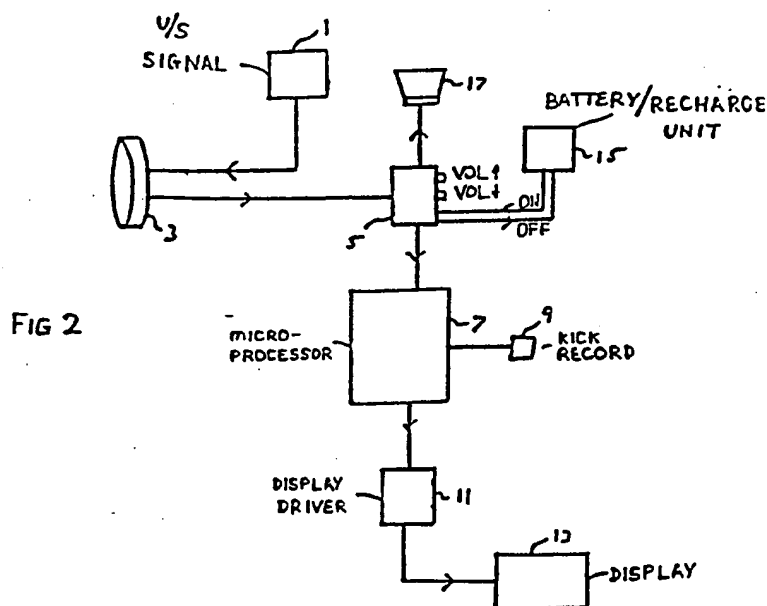 U/S
SIGNAL
1
17
BATTERY/RECHARGE
UNIT
15
VOL↑
VOL↓
ON
OFF
3
5
FIG 2
MICRO-
PROCESSOR
7
9
KICK
RECORD
DISPLAY
DRIVER
11
13
DISPLAY